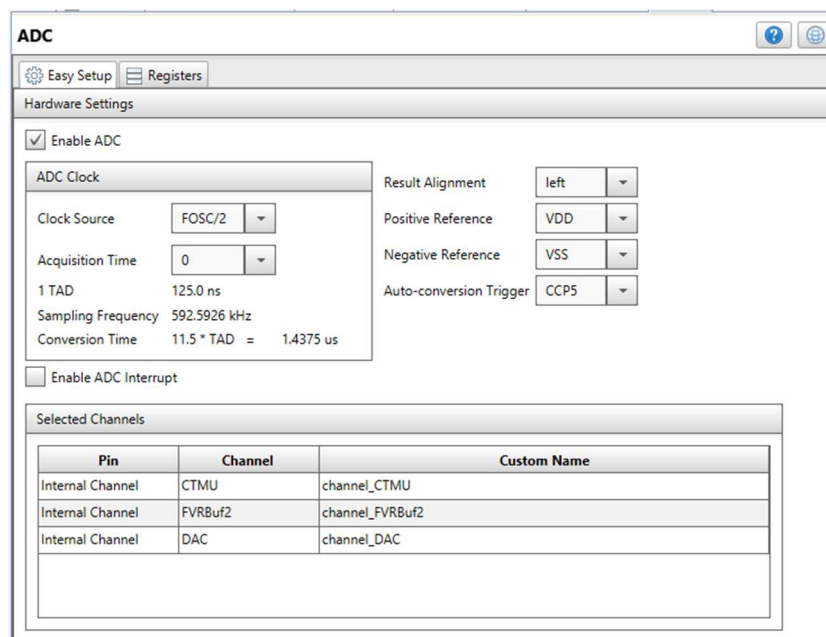 ADC
Easy Setup Registers
Hardware Settings
Enable ADC
ADC Clock
Clock Source FOSC/2
Acquisition Time 0
1 TAD 125.0 ns
Sampling Frequency 592.5926 kHz
Conversion Time 11.5 * TAD = 1.4375 us
Result Alignment left
Positive Reference VDD
Negative Reference VSS
Auto-conversion Trigger CCP5
Enable ADC Interrupt
Selected Channels
Pin Channel Custom Name
Internal Channel CTMU channel_CTMU
Internal Channel FVRBuf2 channel_FVRBuf2
Internal Channel DAC channel_DAC